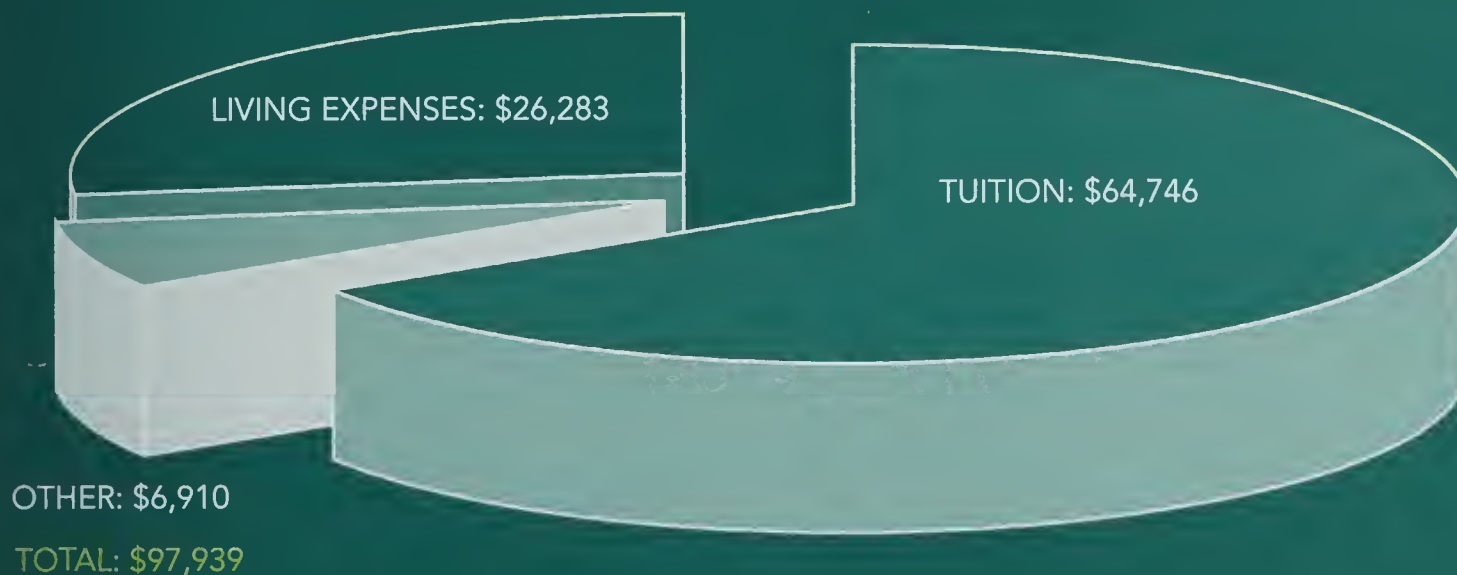 LIVING EXPENSES: $26,283
TUITION: $64,746
OTHER: $6,910
TOTAL: $97,939